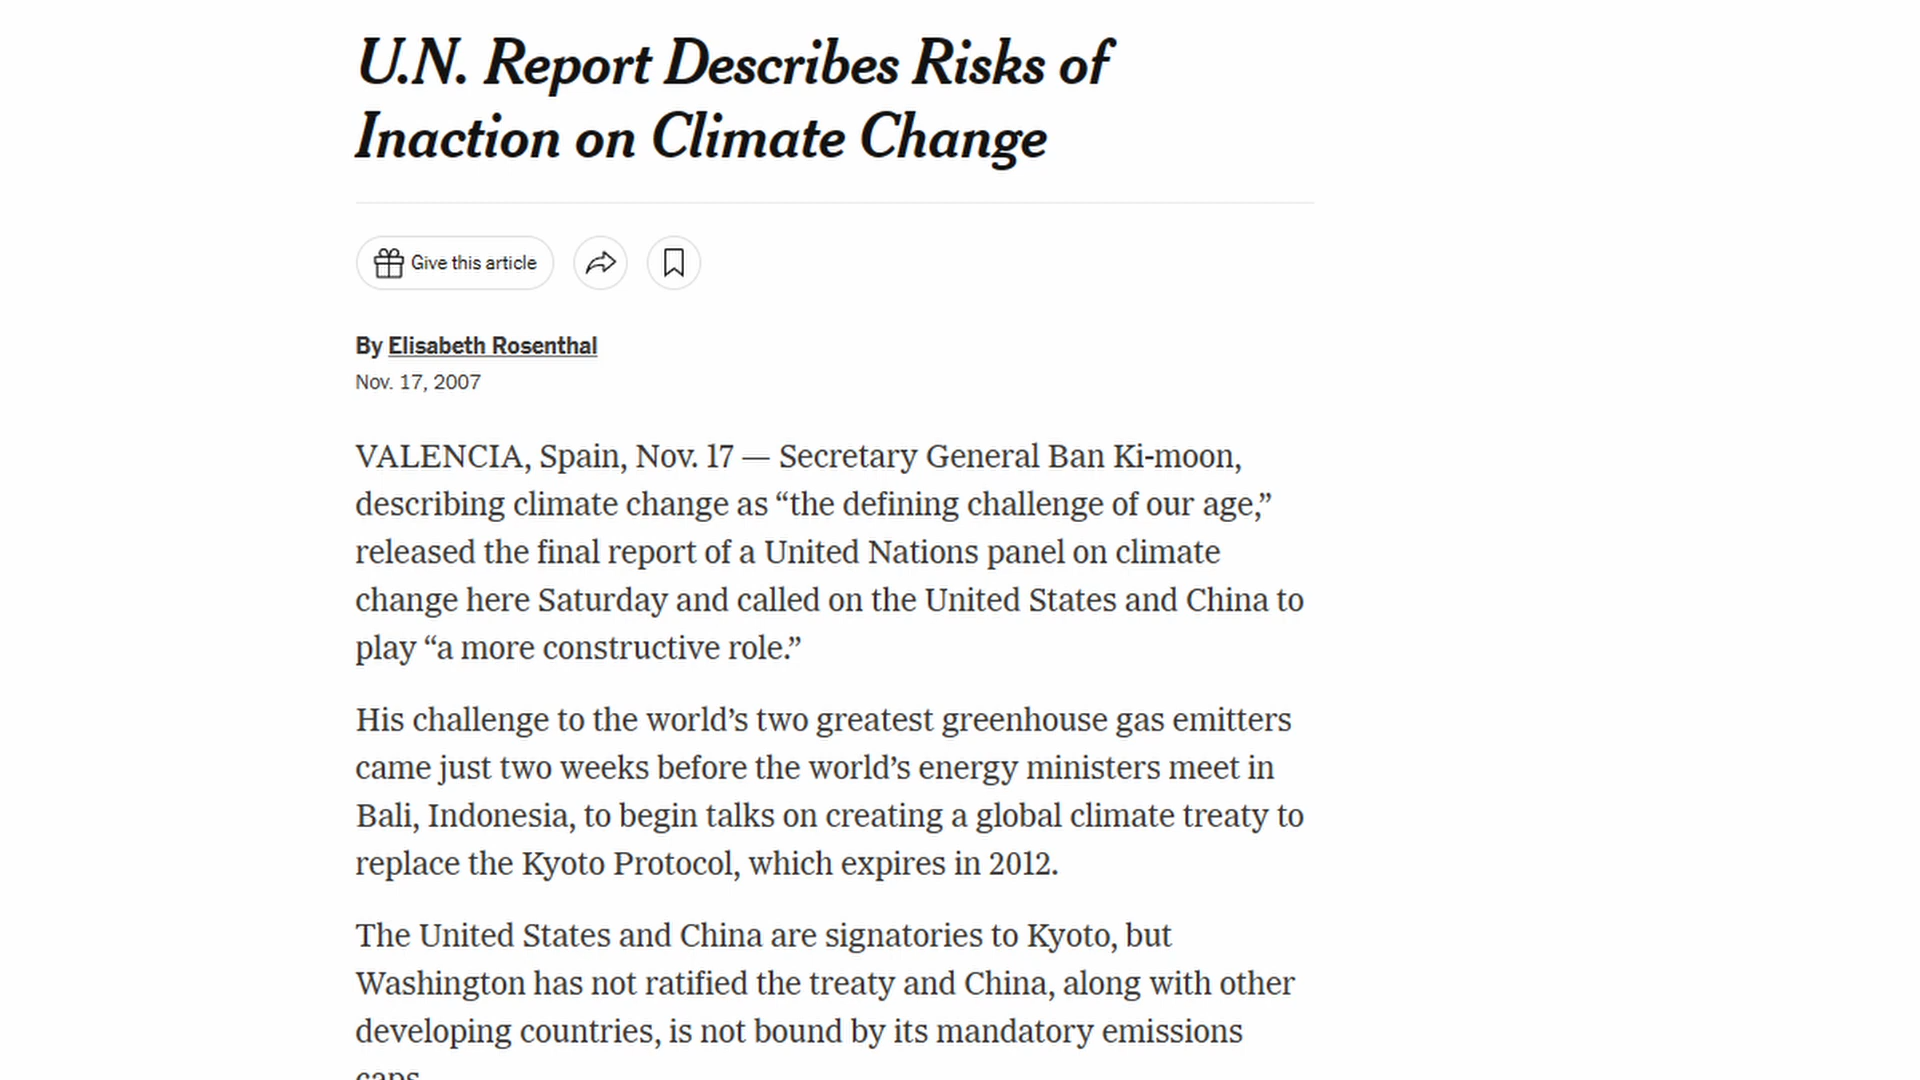 U.N. Report Describes Risks of
Inaction on Climate Change
Give this article
By Elisabeth Rosenthal
Nov. 17, 2007
VALENCIA, Spain, Nov. 17 — Secretary General Ban Ki-moon,
describing climate change as “the defining challenge of our age,”
released the final report of a United Nations panel on climate
change here Saturday and called on the United States and China to
play “a more constructive role.”
His challenge to the world’s two greatest greenhouse gas emitters
came just two weeks before the world’s energy ministers meet in
Bali, Indonesia, to begin talks on creating a global climate treaty to
replace the Kyoto Protocol, which expires in 2012.
The United States and China are signatories to Kyoto, but
Washington has not ratified the treaty and China, along with other
developing countries, is not bound by its mandatory emissions
caps.